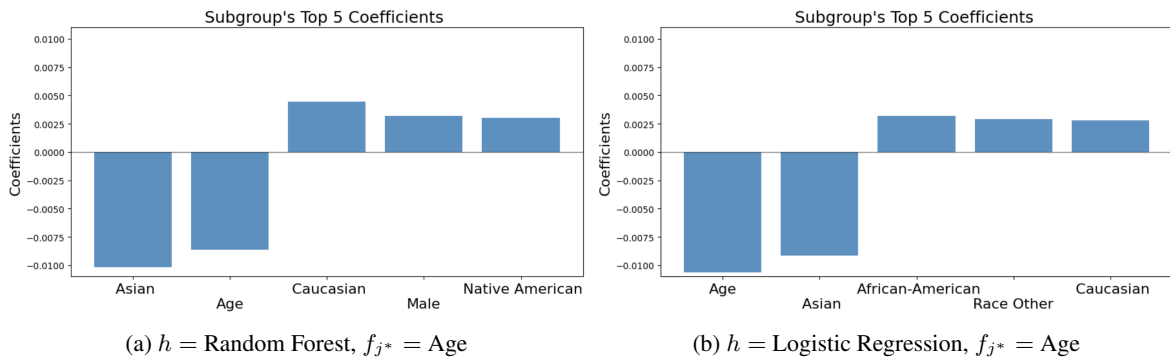 Subgroup's Top 5 Coefficients
Coefficients
0.0100
0.0075
0.0050
0.0025
0.0000
−0.0025
−0.0050
−0.0075
−0.0100
Asian
Age
Caucasian
Male
Native American
(a) h = Random Forest, f_{j*} = Age
Subgroup's Top 5 Coefficients
Coefficients
0.0100
0.0075
0.0050
0.0025
0.0000
−0.0025
−0.0050
−0.0075
−0.0100
Age
Asian
African-American
Race Other
Caucasian
(b) h = Logistic Regression, f_{j*} = Age